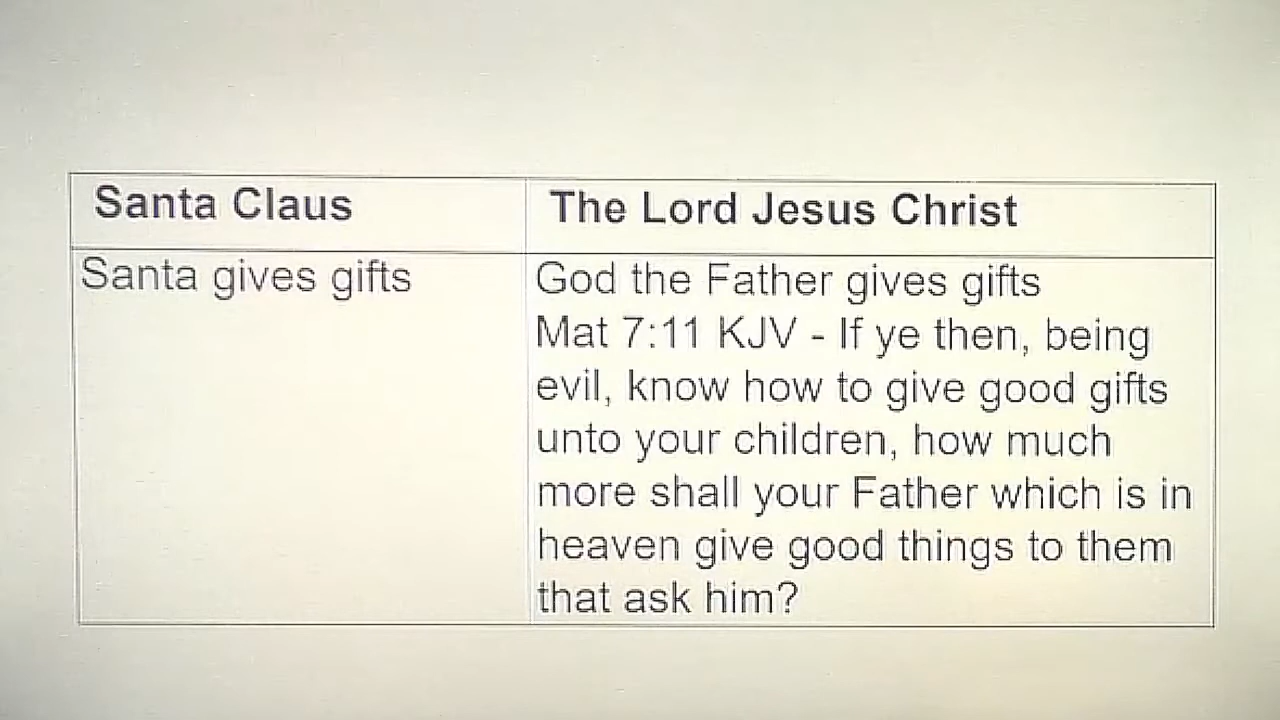 Santa Claus
The Lord Jesus Christ
Santa gives gifts
God the Father gives gifts
Mat 7:11 KJV - If ye then, being
evil, know how to give good gifts
unto your children, how much
more shall your Father which is in
heaven give good things to them
that ask him?